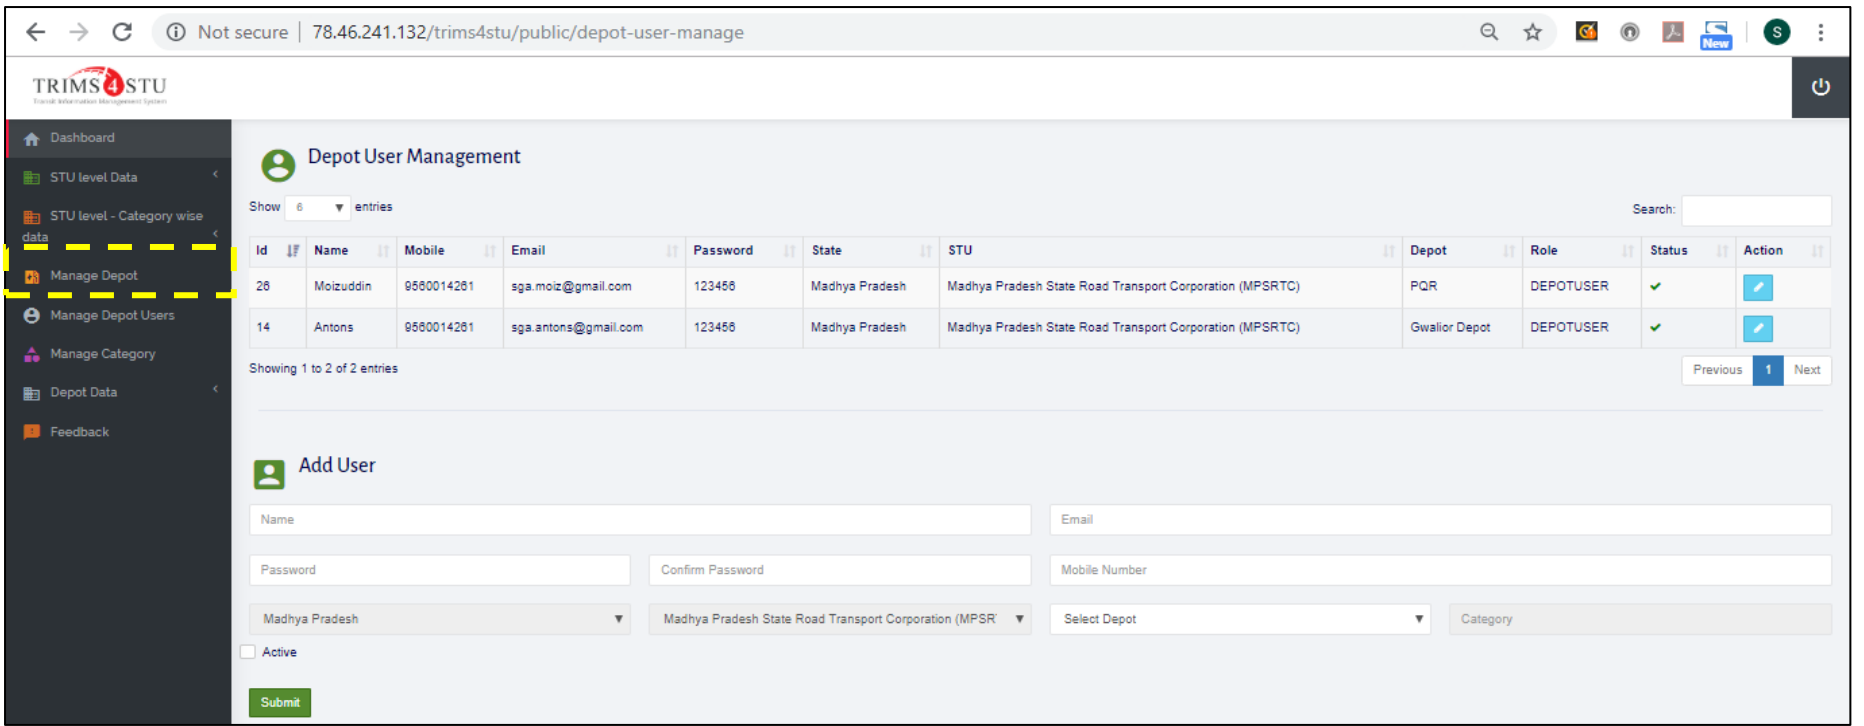 Not secure | 78.46.241.132/trims4stu/public/depot-user-manage
New
S
TRIMS4STU
Transit Information Management System
Dashboard
STU level Data
STU level - Category wise
data
Manage Depot
Manage Depot Users
Manage Category
Depot Data
Feedback
Depot User Management
Show 6 entries
Search:
Id Name Mobile Email Password State STU Depot Role Status Action
26 Moizuddin 9560014261 sga.moiz@gmail.com 123456 Madhya Pradesh Madhya Pradesh State Road Transport Corporation (MPSRTC) PQR DEPOTUSER
14 Antons 9560014261 sga.antons@gmail.com 123456 Madhya Pradesh Madhya Pradesh State Road Transport Corporation (MPSRTC) Gwalior Depot DEPOTUSER
Showing 1 to 2 of 2 entries
Previous 1 Next
Add User
Name Email
Password Confirm Password Mobile Number
Madhya Pradesh Madhya Pradesh State Road Transport Corporation (MPSR Select Depot Category
Active
Submit